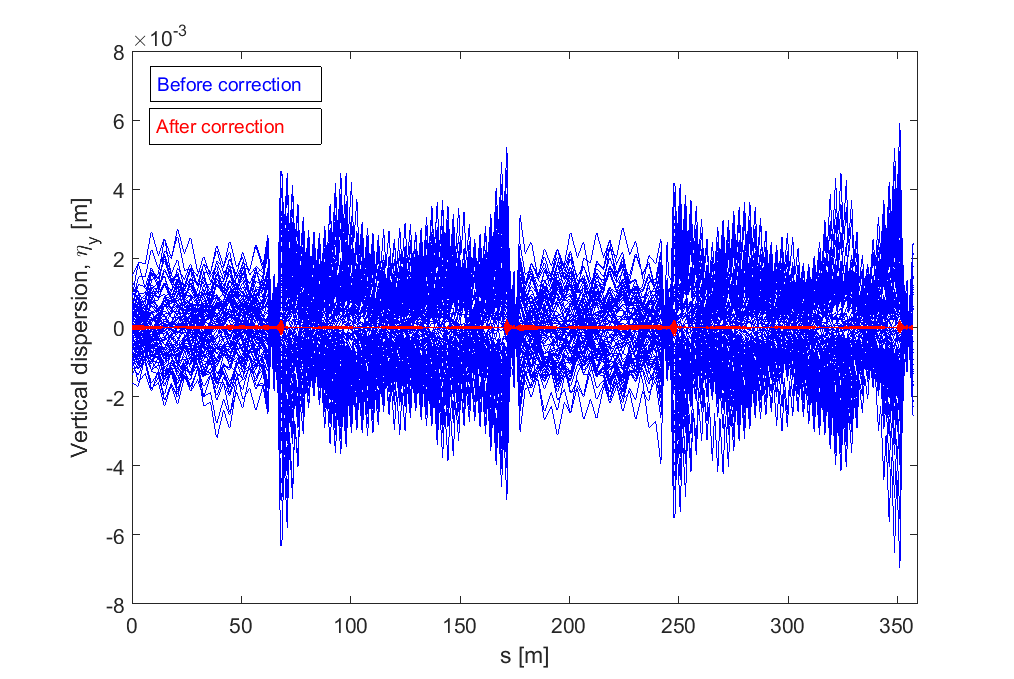 ×10-3
8
Before correction
6
After correction
4
2
0
-2
-4
-6
-8
Vertical dispersion, ηy [m]
0 50 100 150 200 250 300 350
s [m]